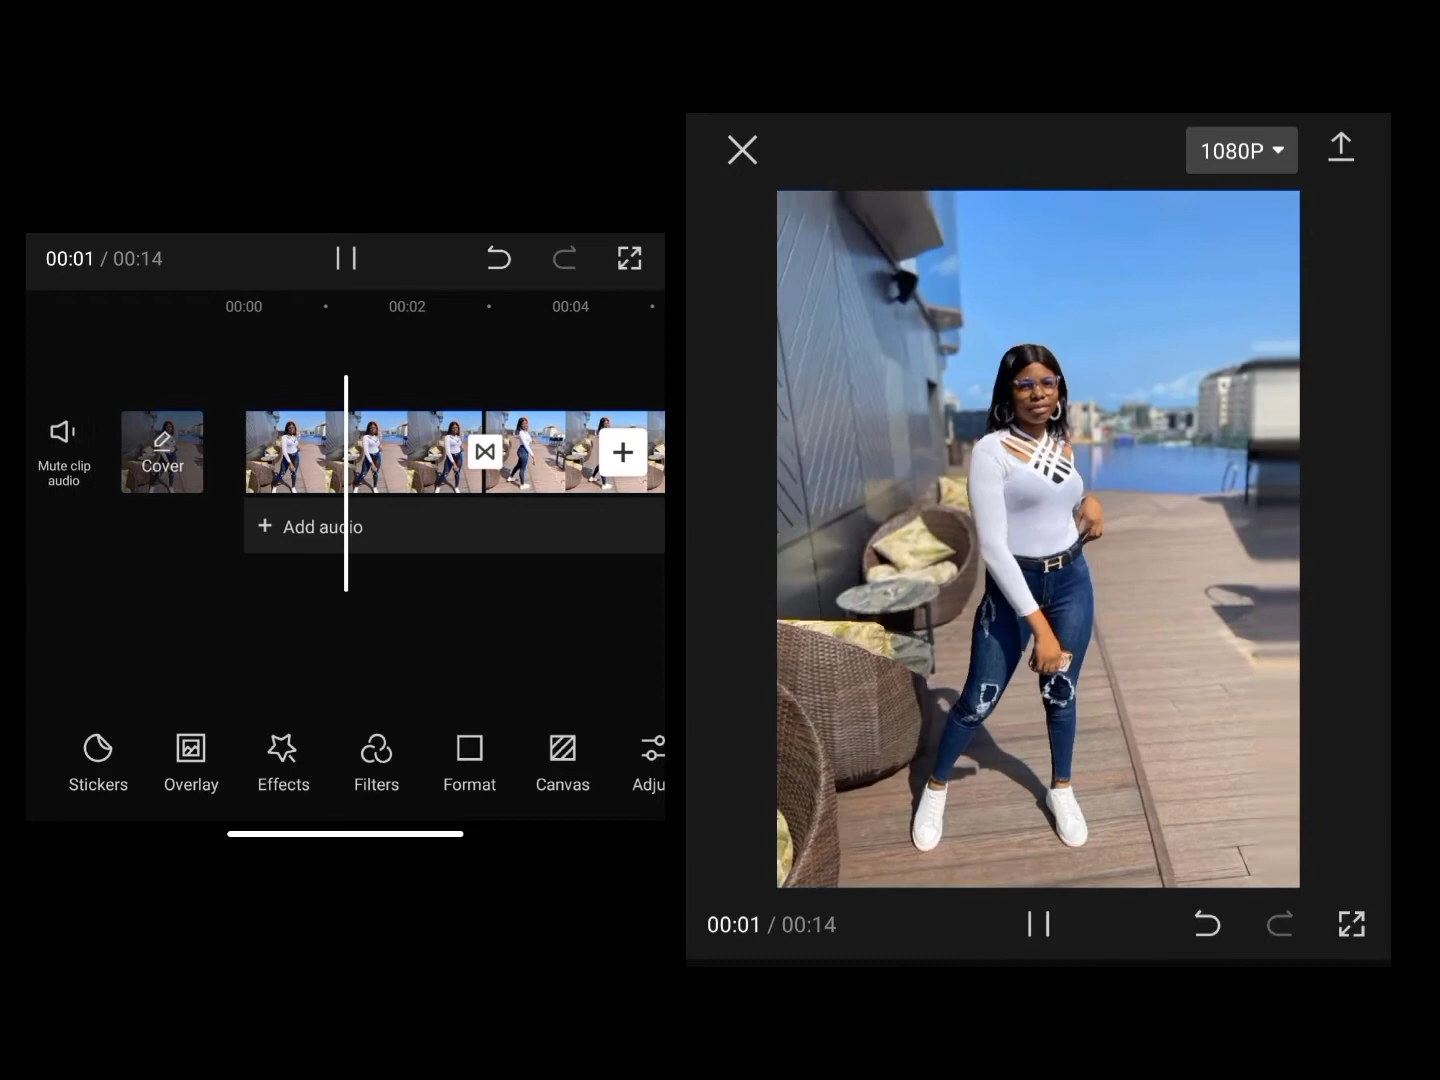 00:01 / 00:14
00:00
00:02
00:04
Mute clip
audio
Cover
+ Add audio
Stickers
Overlay
Effects
Filters
Format
Canvas
Adju
1080P
00:01 / 00:14